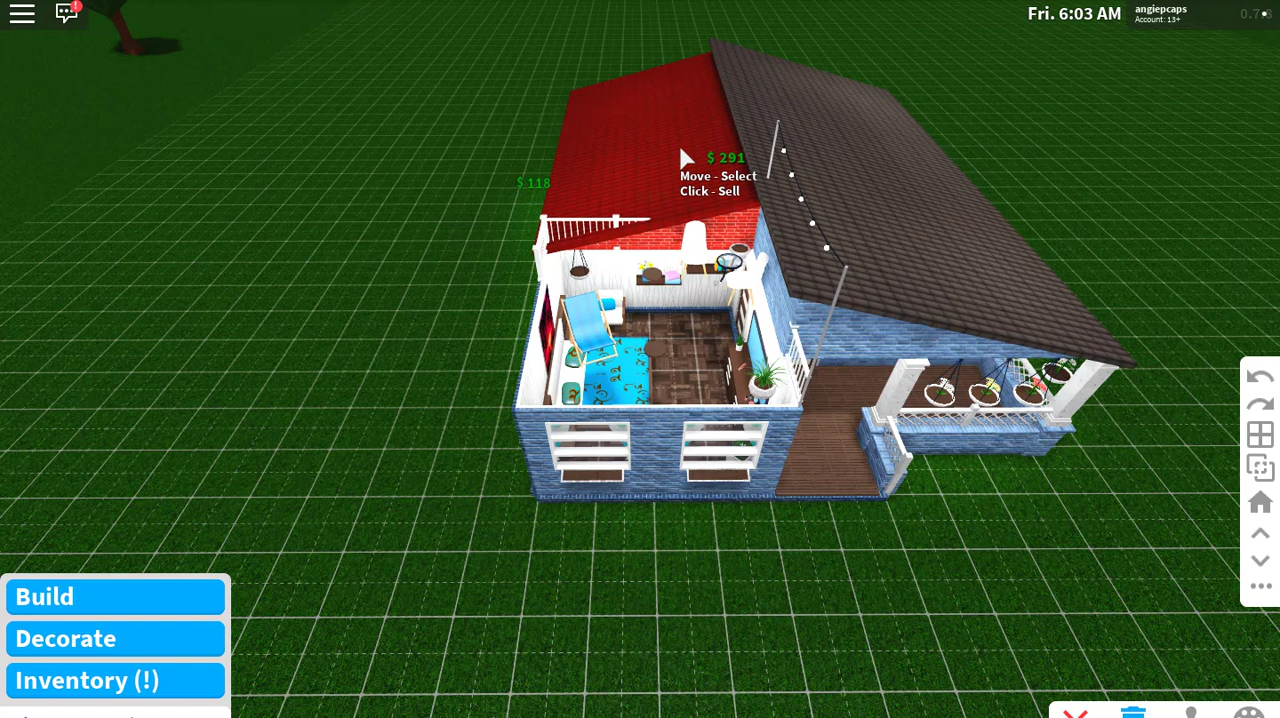 Fri. 6:03 AM
angiepcaps
Account: 13+
$ 291
Move - Select
Click - Sell
$ 118
Build
Decorate
Inventory (!)